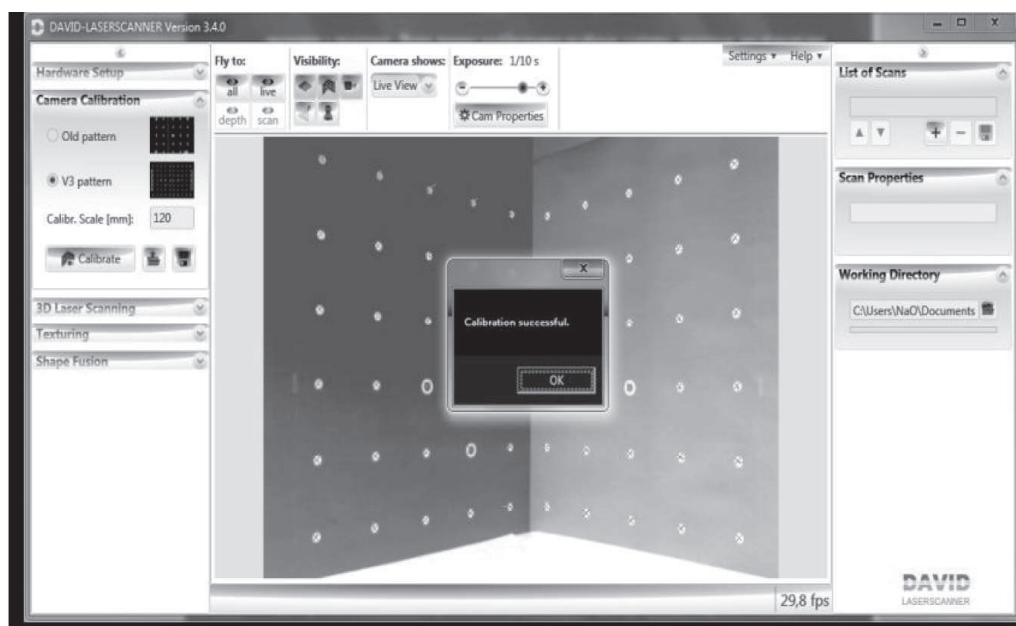 DAVID-LASERSCANNER Version 3.4.0
Hardware Setup
Camera Calibration
Old pattern
V3 pattern
Calibr. Scale [mm]: 120
Calibrate
3D Laser Scanning
Texturing
Shape Fusion
Fly to:
all live
depth scan
Visibility:
Camera shows:
Live View
Exposure: 1/10 s
Cam Properties
Settings Help
Calibration successful.
OK
29,8 fps
List of Scans
Scan Properties
Working Directory
C:\Users\NaO\Documents
DAVID
LASERSCANNER